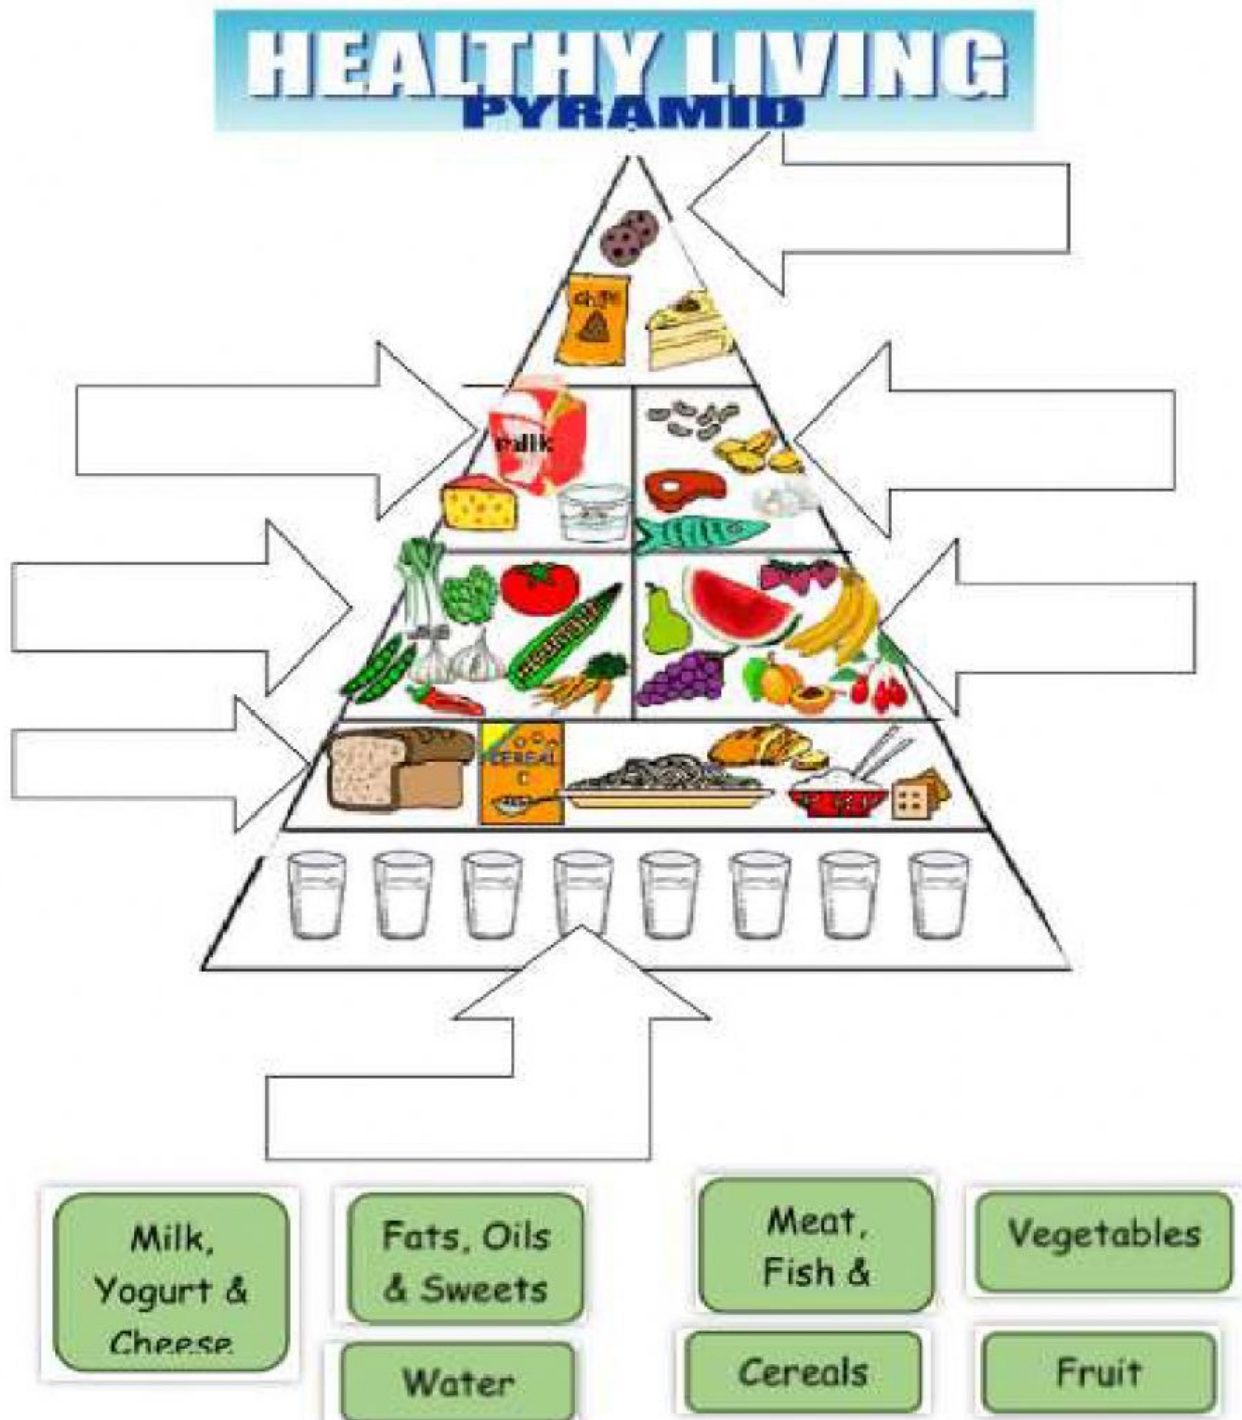 HEALTHY LIVING
PYRAMID
chips
milk
CEREAL
Milk,
Yogurt &
Cheese
Fats, Oils
& Sweets
Meat,
Fish &
Vegetables
Water
Cereals
Fruit